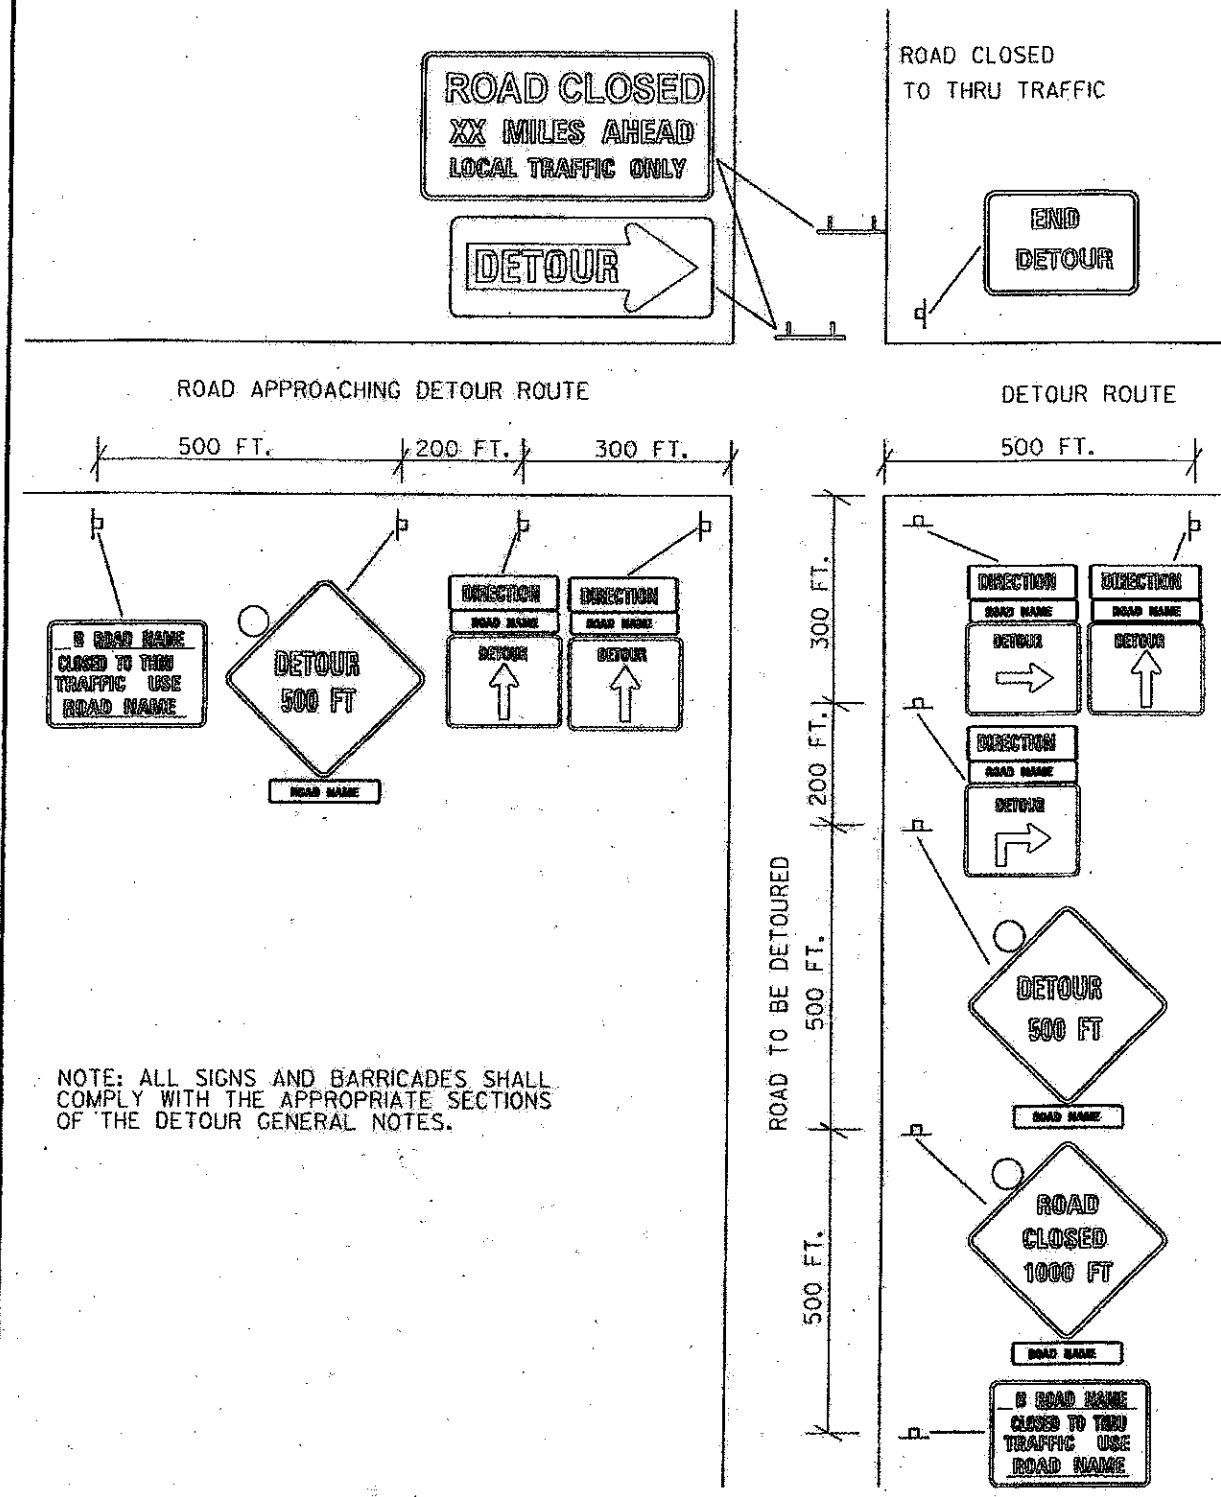 ROAD CLOSED
TO THRU TRAFFIC
ROAD CLOSED
XX MILES AHEAD
LOCAL TRAFFIC ONLY
DETOUR
END
DETOUR
ROAD APPROACHING DETOUR ROUTE
DETOUR ROUTE
500 FT.
200 FT.
300 FT.
500 FT.
B ROAD NAME
CLOSED TO THRU
TRAFFIC USE
ROAD NAME
DETOUR
500 FT
ROAD NAME
DIRECTION
ROAD NAME
DETOUR
DIRECTION
ROAD NAME
DETOUR
300 FT.
200 FT.
500 FT.
500 FT.
ROAD TO BE DETOURED
DIRECTION
ROAD NAME
DETOUR
DIRECTION
ROAD NAME
DETOUR
DIRECTION
ROAD NAME
DETOUR
DETOUR
500 FT
ROAD NAME
ROAD
CLOSED
1000 FT
ROAD NAME
B ROAD NAME
CLOSED TO THRU
TRAFFIC USE
ROAD NAME
NOTE: ALL SIGNS AND BARRICADES SHALL
COMPLY WITH THE APPROPRIATE SECTIONS
OF THE DETOUR GENERAL NOTES.